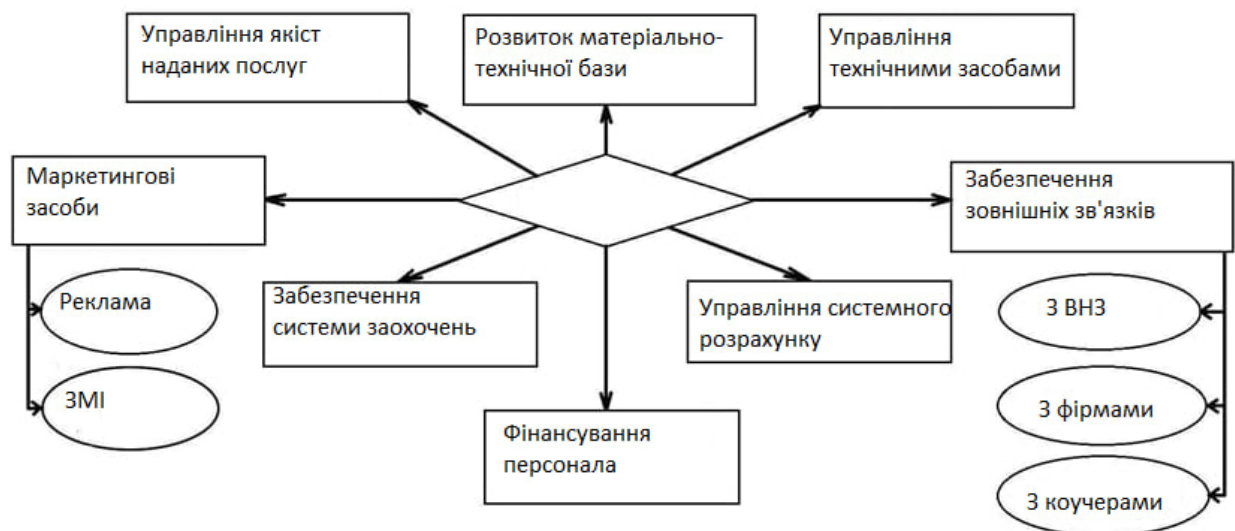 Управління якіст
наданих послуг
Розвиток матеріально-
технічної бази
Управління
технічними засобами
Маркетингові
засоби
Забезпечення
зовнішніх зв'язків
Реклама
ЗМІ
Забезпечення
системи заохочень
Управління системного
розрахунку
Фінансування
персонала
З ВНЗ
З фірмами
З коучерами